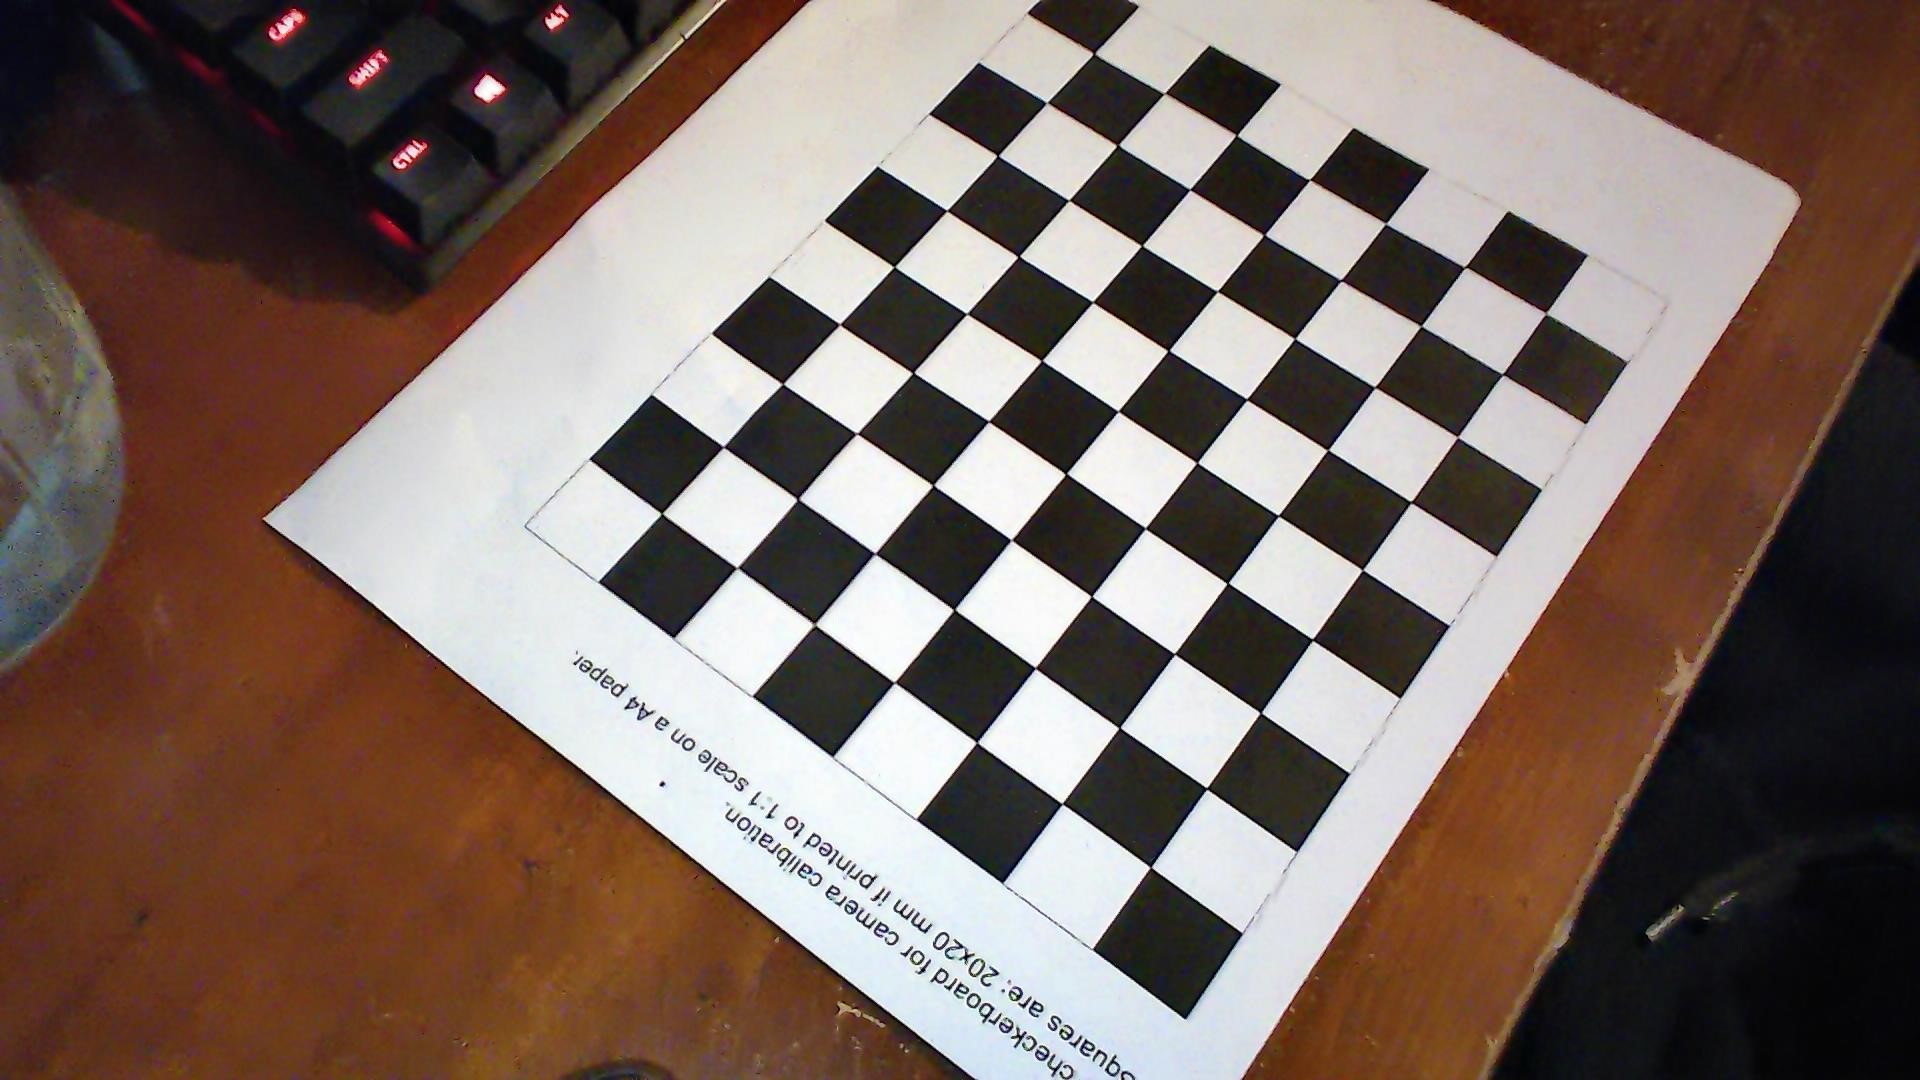 CAPS
ALT
SHIFT
CTRL
checkerboard for camera calibration.
Squares are: 20x20 mm if printed to 1:1 scale on a A4 paper.